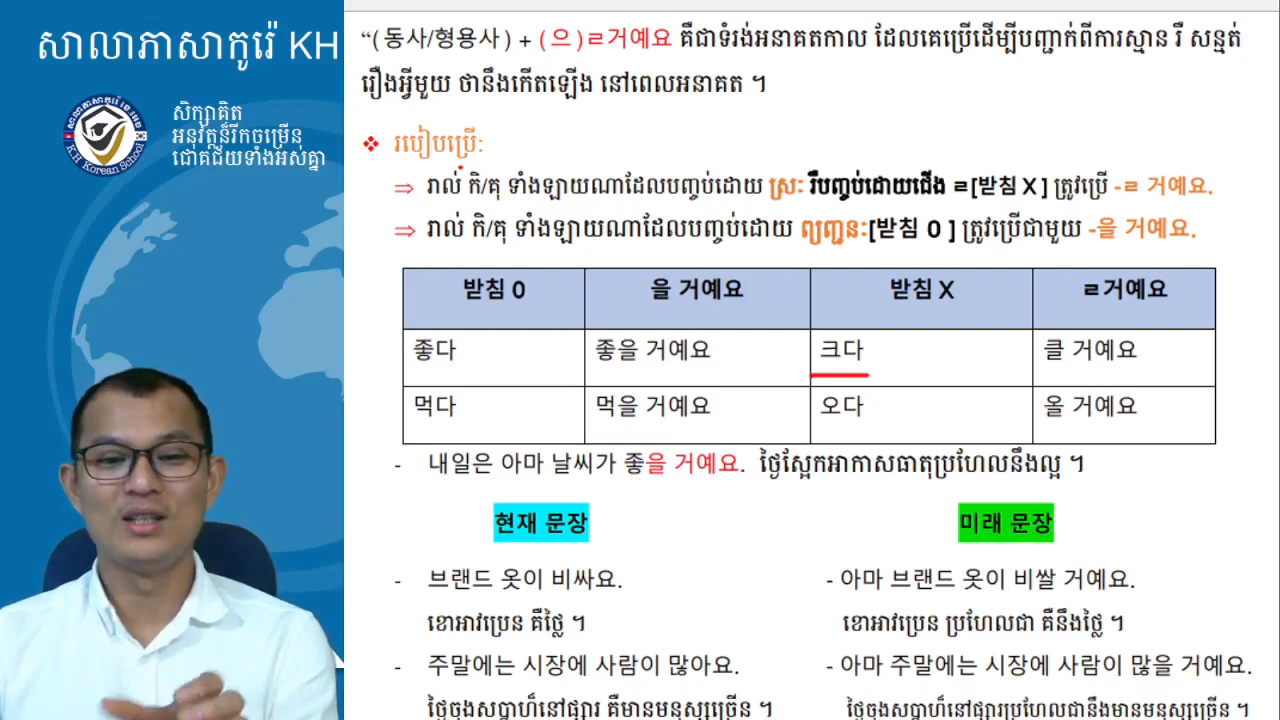 សាលាភាសាកូរ៉េ KH
សាលាភាសាកូរ៉េ ខេ អេច
K.H Korean School
សិក្សាគិត
អនុវត្តន៏រីកចម្រើន
ជោគជ័យទាំងអស់គ្នា
“(동사/형용사) + (으)ㄹ거예요 គឺជាទំរង់អនាគតកាល ដែលគេប្រើដើម្បីបញ្ជាក់ពីការស្មាន រឺ សន្មត់
រឿងអ្វីមួយ ថានឹងកើតឡើង នៅពេលអនាគត ។
❖ របៀបប្រើ:
⇒ រាល់ កិ/គុ ទាំងឡាយណាដែលបញ្ចប់ដោយ ស្រៈ រឺបញ្ចប់ដោយជើង ㄹ[받침 X ] ត្រូវប្រើ -ㄹ 거예요.
⇒ រាល់ កិ/គុ ទាំងឡាយណាដែលបញ្ចប់ដោយ ព្យញ្ជនៈ[받침 0 ] ត្រូវប្រើជាមួយ -을 거예요.
받침 0 을 거예요 받침 X ㄹ거예요
좋다 좋을 거예요 크다 클 거예요
먹다 먹을 거예요 오다 올 거예요
- 내일은 아마 날씨가 좋을 거예요. ថ្ងៃស្អែកអាកាសធាតុប្រហែលនឹងល្អ ។
현재 문장 미래 문장
- 브랜드 옷이 비싸요. - 아마 브랜드 옷이 비쌀 거예요.
ខោអាវប្រេន គឺថ្លៃ ។ ខោអាវប្រេន ប្រហែលជា គឺនឹងថ្លៃ ។
- 주말에는 시장에 사람이 많아요. - 아마 주말에는 시장에 사람이 많을 거예요.
ថ្ងៃចុងសប្តាហ៏នៅផ្សារ គឺមានមនុស្សច្រើន ។ ថ្ងៃចុងសប្តាហ៏នៅផ្សារប្រហែលជានឹងមានមនុស្សច្រើន ។